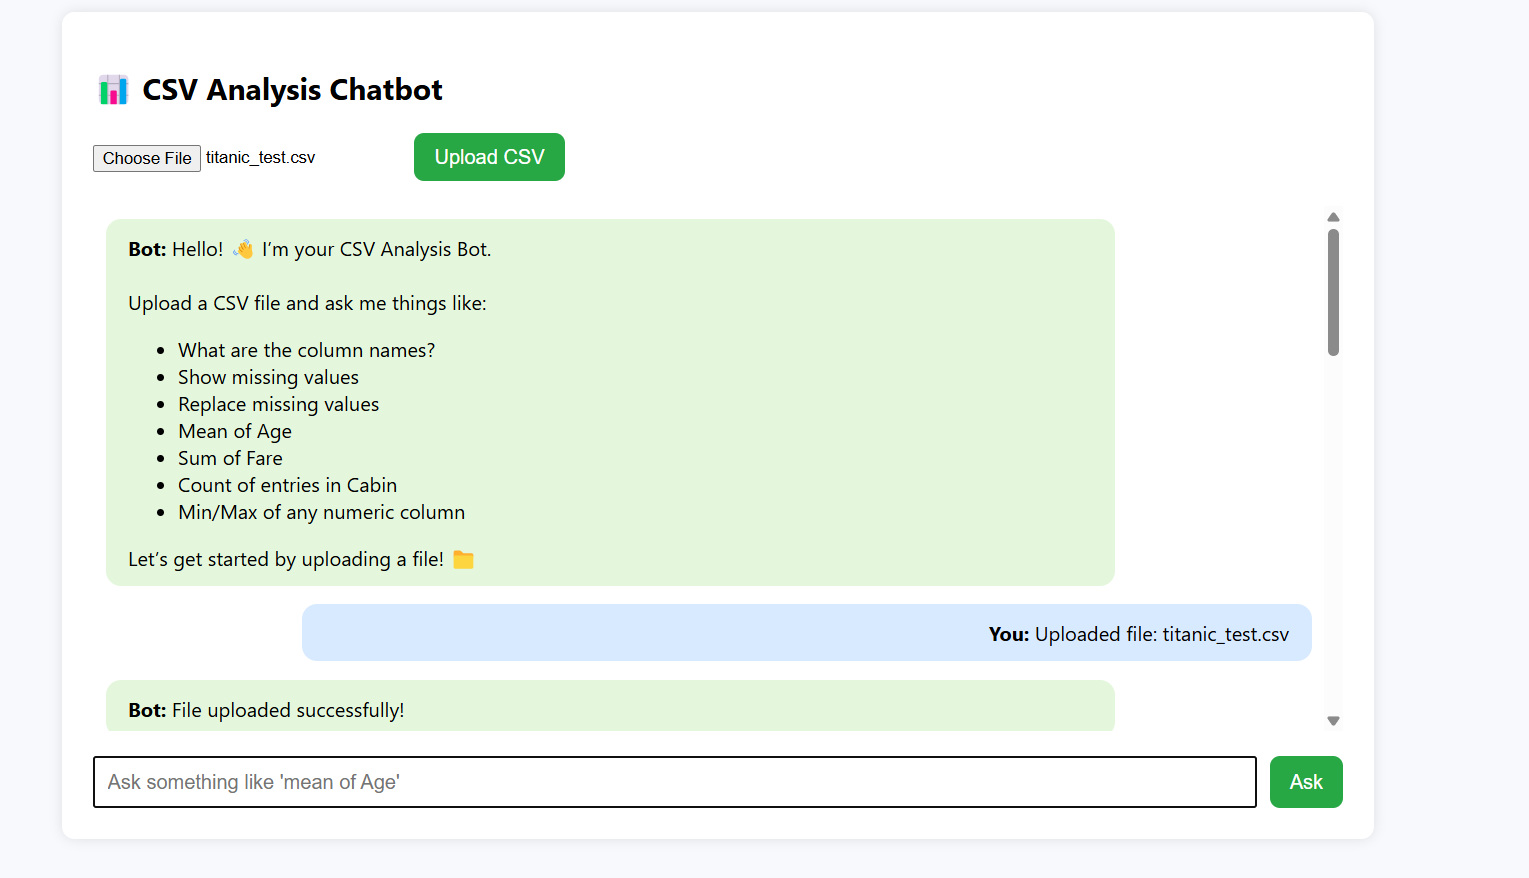 CSV Analysis Chatbot
Choose File titanic_test.csv
Upload CSV
Bot: Hello! 👋 I’m your CSV Analysis Bot.
Upload a CSV file and ask me things like:
• What are the column names?
• Show missing values
• Replace missing values
• Mean of Age
• Sum of Fare
• Count of entries in Cabin
• Min/Max of any numeric column
Let’s get started by uploading a file! 📁
You: Uploaded file: titanic_test.csv
Bot: File uploaded successfully!
Ask something like 'mean of Age'
Ask